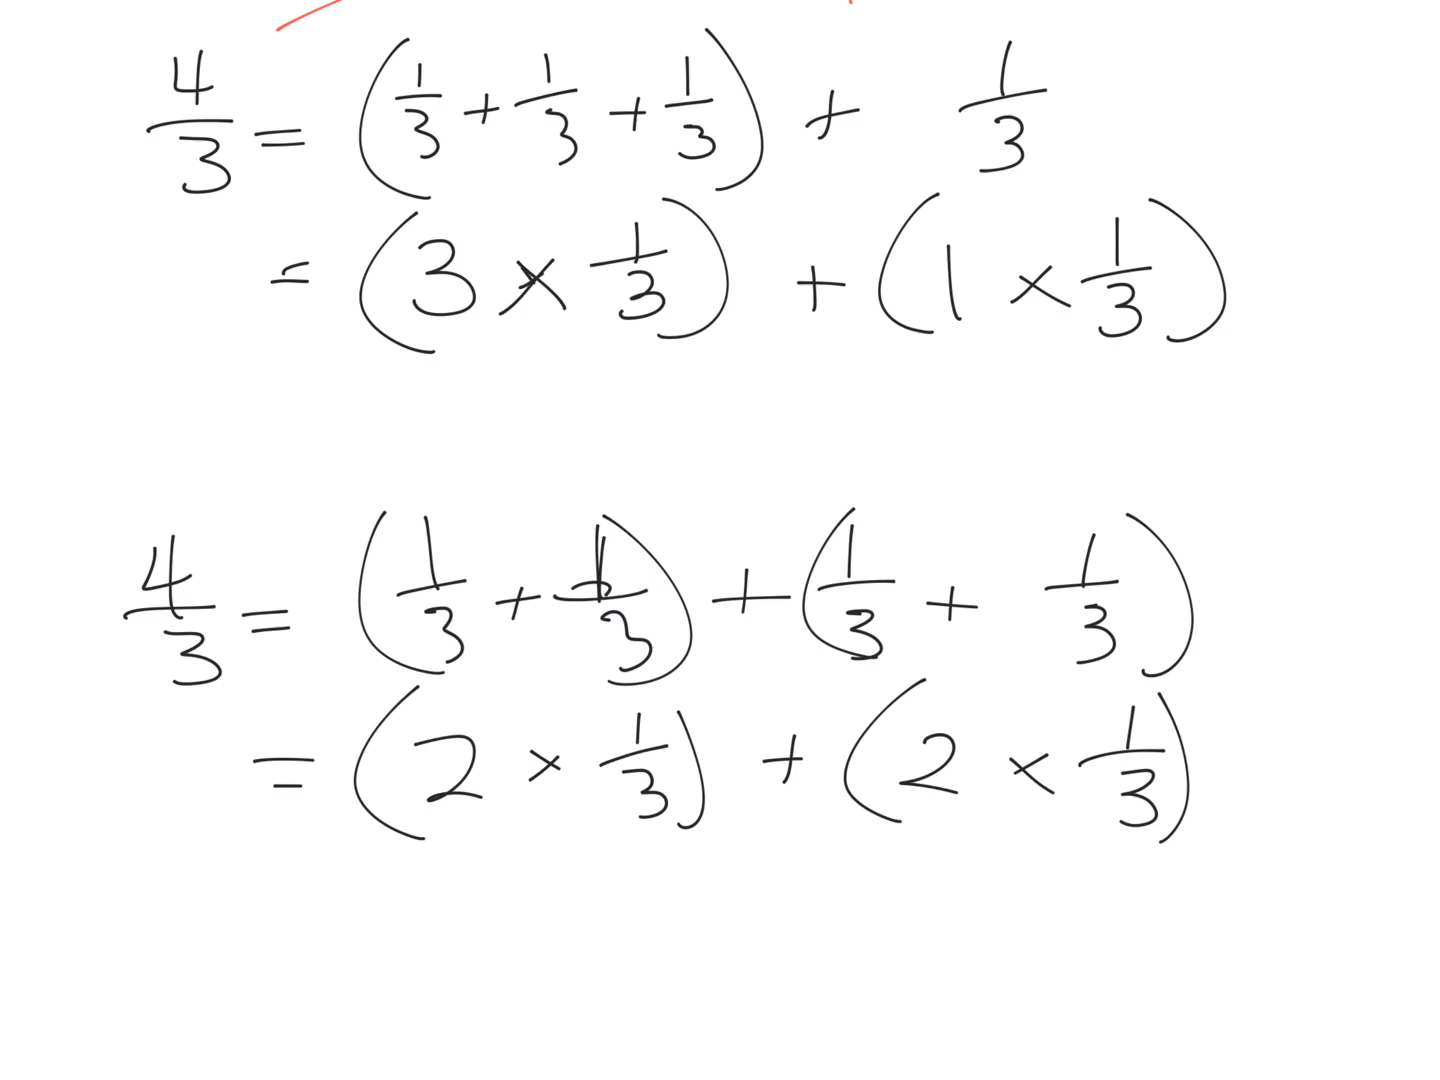 4/3 = (1/3 + 1/3 + 1/3) + 1/3
= (3 × 1/3) + (1 × 1/3)
4/3 = (1/3 + 1/3) + (1/3 + 1/3)
= (2 × 1/3) + (2 × 1/3)